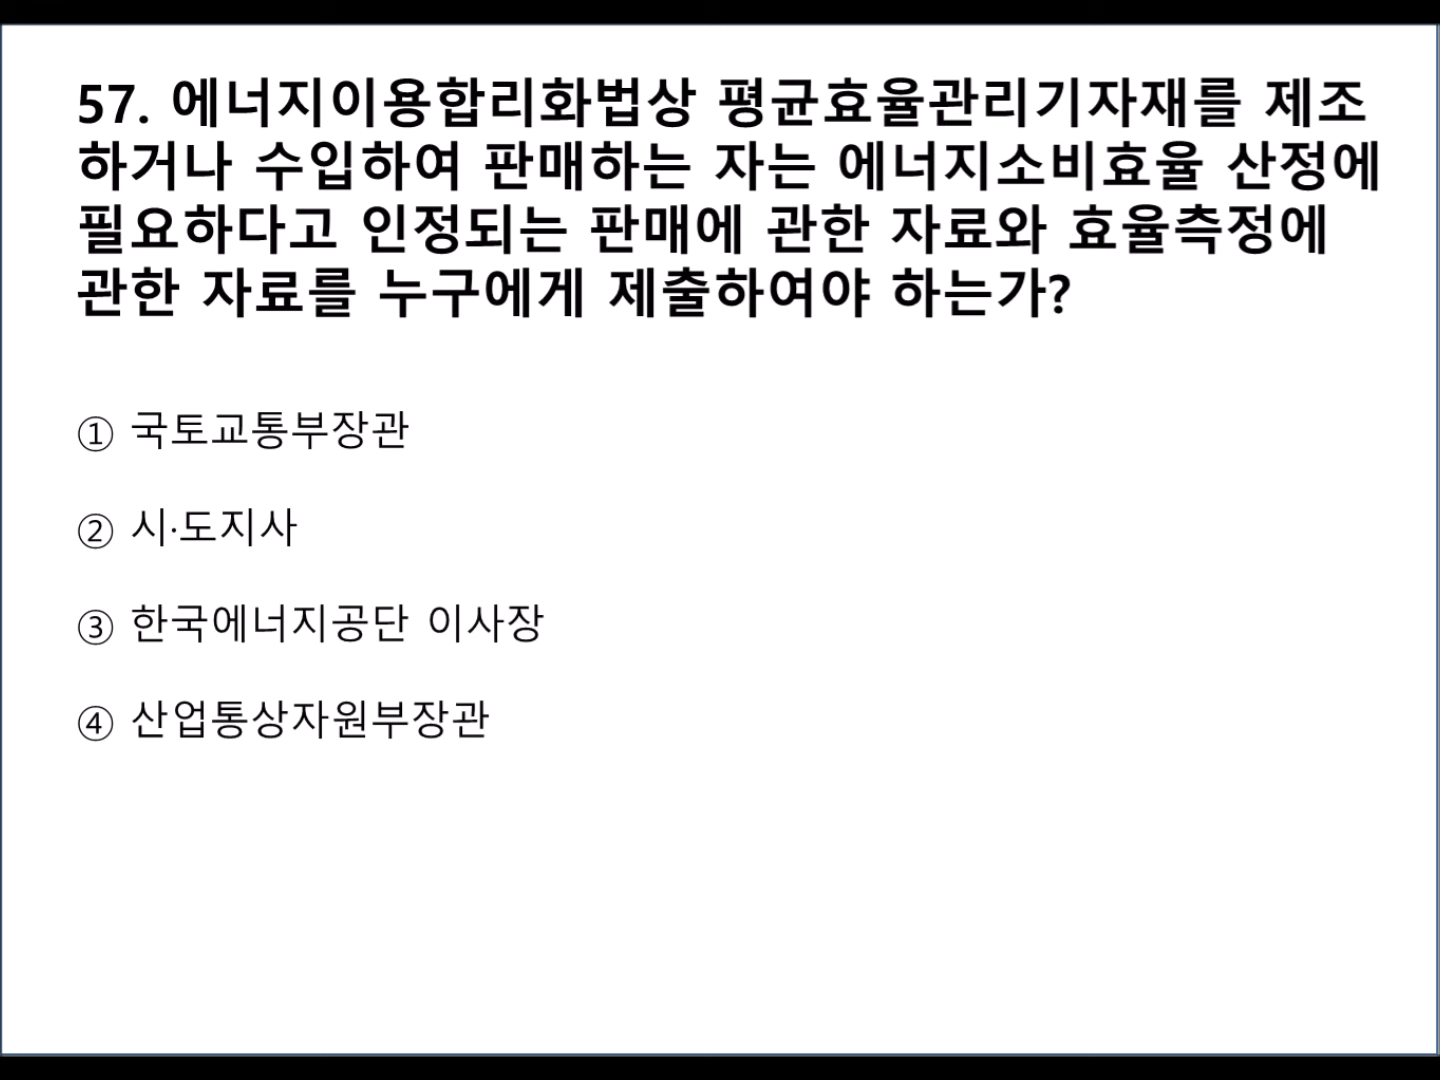 57. 에너지이용합리화법상 평균효율관리기자재를 제조
하거나 수입하여 판매하는 자는 에너지소비효율 산정에
필요하다고 인정되는 판매에 관한 자료와 효율측정에
관한 자료를 누구에게 제출하여야 하는가?
① 국토교통부장관
② 시·도지사
③ 한국에너지공단 이사장
④ 산업통상자원부장관